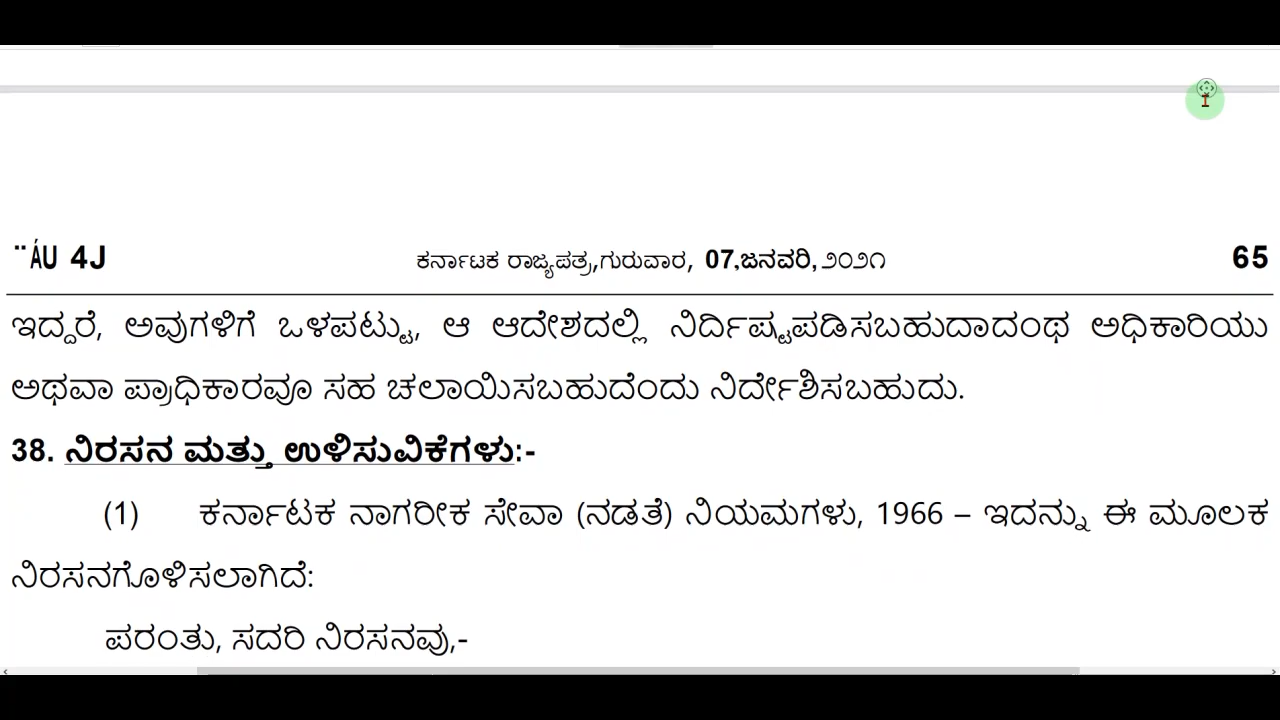 ¨ÁU 4J ಕರ್ನಾಟಕ ರಾಜ್ಯಪತ್ರ,ಗುರುವಾರ, 07,ಜನವರಿ, ೨೦೨೧ 65
ಇದ್ದರೆ, ಅವುಗಳಿಗೆ ಒಳಪಟ್ಟು, ಆ ಆದೇಶದಲ್ಲಿ ನಿರ್ದಿಷ್ಟಪಡಿಸಬಹುದಾದಂಥ ಅಧಿಕಾರಿಯು
ಅಥವಾ ಪ್ರಾಧಿಕಾರವೂ ಸಹ ಚಲಾಯಿಸಬಹುದೆಂದು ನಿರ್ದೇಶಿಸಬಹುದು.
38. ನಿರಸನ ಮತ್ತು ಉಳಿಸುವಿಕೆಗಳು:-
(1) ಕರ್ನಾಟಕ ನಾಗರೀಕ ಸೇವಾ (ನಡತೆ) ನಿಯಮಗಳು, 1966 – ಇದನ್ನು ಈ ಮೂಲಕ
ನಿರಸನಗೊಳಿಸಲಾಗಿದೆ:
ಪರಂತು, ಸದರಿ ನಿರಸನವು,-